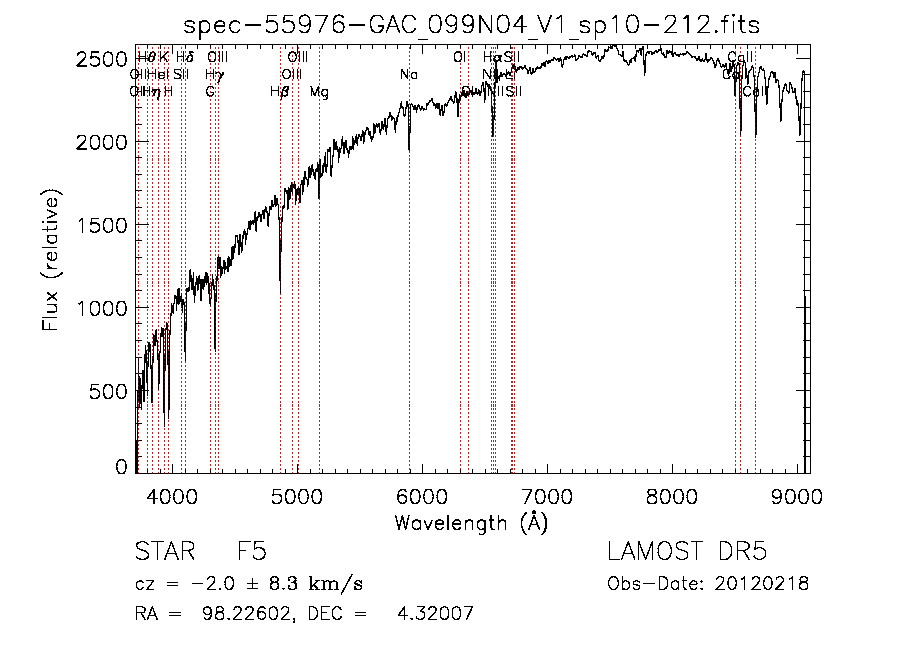 spec-55976-GAC_099N04_V1_sp10-212.fits
Hθ K Hδ OIII OIII OI Hα SII CaII
OII HeI SII Hγ OIII Na NII
OII Hη H G Hβ Mg NII SII CaII
2500
2000
1500
1000
500
0
Flux (relative)
4000 5000 6000 7000 8000 9000
Wavelength (Å)
STAR F5 LAMOST DR5
cz = −2.0 ± 8.3 km/s Obs-Date: 20120218
RA = 98.22602, DEC = 4.32007